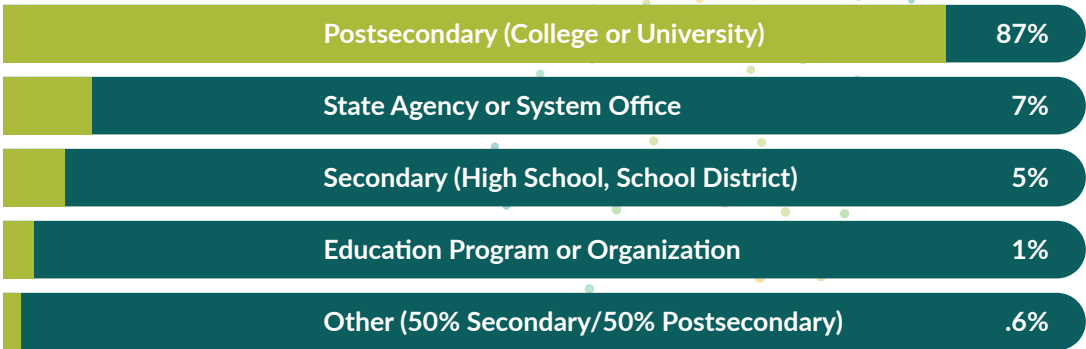 Postsecondary (College or University) 87%
State Agency or System Office 7%
Secondary (High School, School District) 5%
Education Program or Organization 1%
Other (50% Secondary/50% Postsecondary) .6%